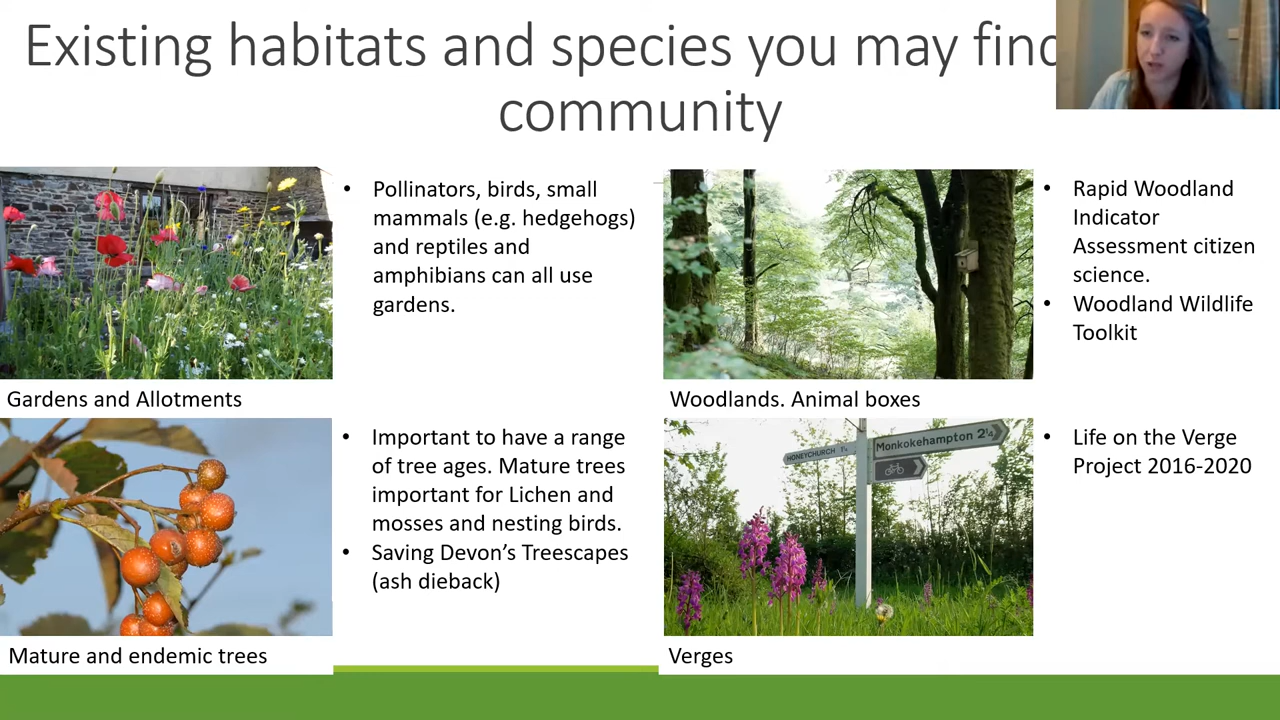 Existing habitats and species you may find
community
• Pollinators, birds, small
mammals (e.g. hedgehogs)
and reptiles and
amphibians can all use
gardens.
Gardens and Allotments
• Rapid Woodland
Indicator
Assessment citizen
science.
• Woodland Wildlife
Toolkit
Woodlands. Animal boxes
• Important to have a range
of tree ages. Mature trees
important for Lichen and
mosses and nesting birds.
• Saving Devon's Treescapes
(ash dieback)
Mature and endemic trees
Monkokehampton 2¼
HONEYCHURCH
• Life on the Verge
Project 2016-2020
Verges